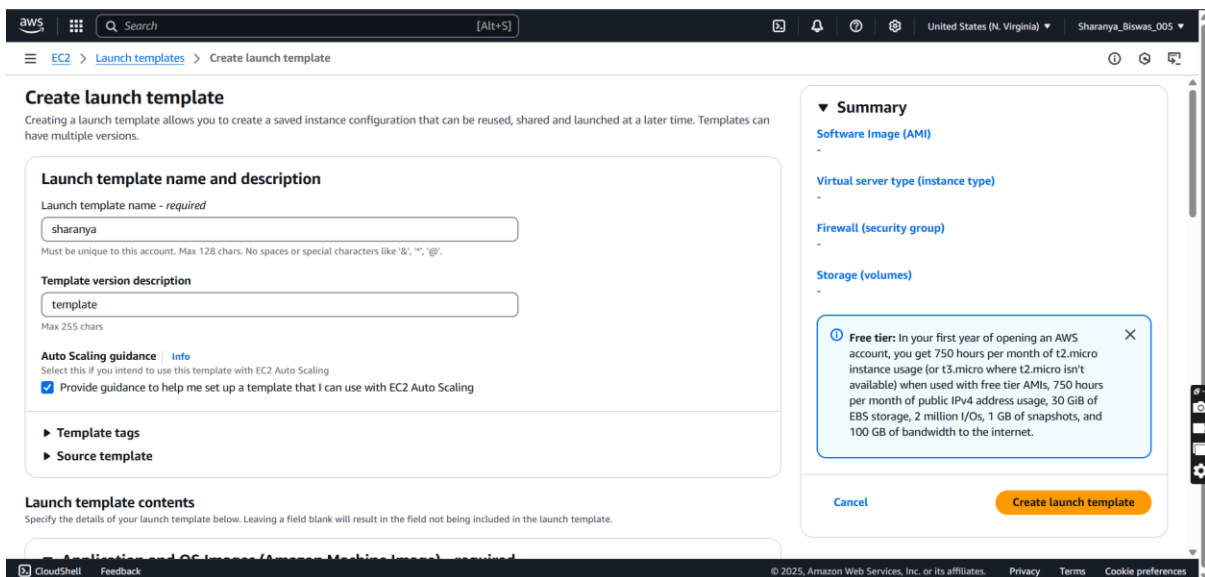 aws
Search [Alt+S]
United States (N. Virginia) ▼
Sharanya_Biswas_005 ▼
EC2 > Launch templates > Create launch template
Create launch template
Creating a launch template allows you to create a saved instance configuration that can be reused, shared and launched at a later time. Templates can
have multiple versions.
Launch template name and description
Launch template name - required
sharanya
Must be unique to this account. Max 128 chars. No spaces or special characters like '&', '*', '@'.
Template version description
template
Max 255 chars
Auto Scaling guidance | Info
Select this if you intend to use this template with EC2 Auto Scaling
Provide guidance to help me set up a template that I can use with EC2 Auto Scaling
▶ Template tags
▶ Source template
Launch template contents
Specify the details of your launch template below. Leaving a field blank will result in the field not being included in the launch template.
Application and OS Images (Amazon Machine Image) - required
▼ Summary
Software Image (AMI)
-
Virtual server type (instance type)
-
Firewall (security group)
-
Storage (volumes)
-
Free tier: In your first year of opening an AWS
account, you get 750 hours per month of t2.micro
instance usage (or t3.micro where t2.micro isn't
available) when used with free tier AMIs, 750 hours
per month of public IPv4 address usage, 30 GiB of
EBS storage, 2 million I/Os, 1 GB of snapshots, and
100 GB of bandwidth to the internet.
Cancel
Create launch template
CloudShell Feedback
© 2025, Amazon Web Services, Inc. or its affiliates. Privacy Terms Cookie preferences